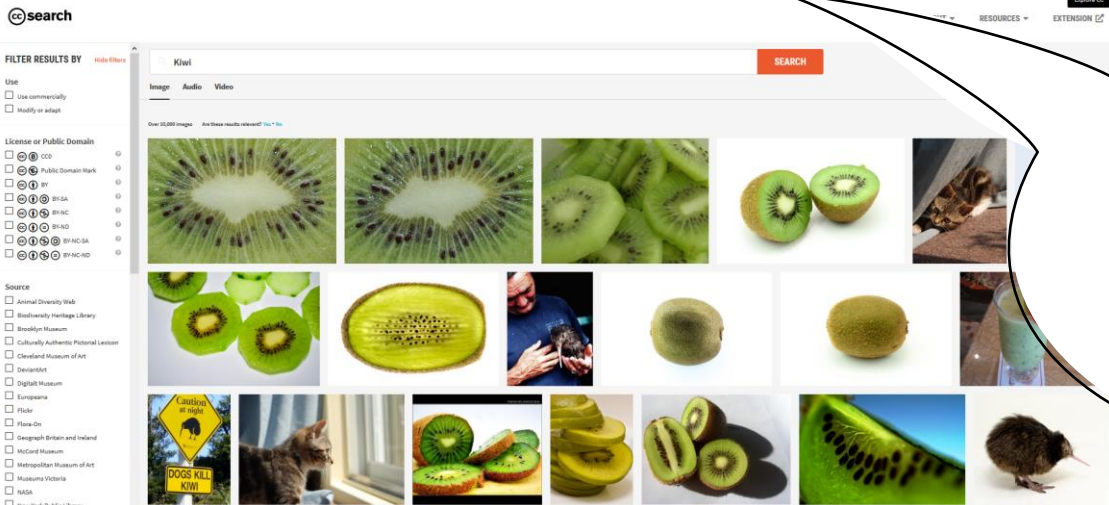 cc search
RESOURCES
EXTENSION
FILTER RESULTS BY
Hide filters
Kiwi
SEARCH
Use
Use commercially
Modify or adapt
Image Audio Video
Over 10,000 images Are these results relevant? Yes • No
License or Public Domain
CC0
Public Domain Mark
BY
BY-SA
BY-NC
BY-ND
BY-NC-SA
BY-NC-ND
Source
Animal Diversity Web
Biodiversity Heritage Library
Brooklyn Museum
Culturally Authentic Pictorial Lexicon
Cleveland Museum of Art
DeviantArt
Digitalt Museum
Europeana
Flickr
Flora-On
Geograph Britain and Ireland
McCord Museum
Metropolitan Museum of Art
Museums Victoria
NASA
Caution
at night
DOGS KILL
KIWI